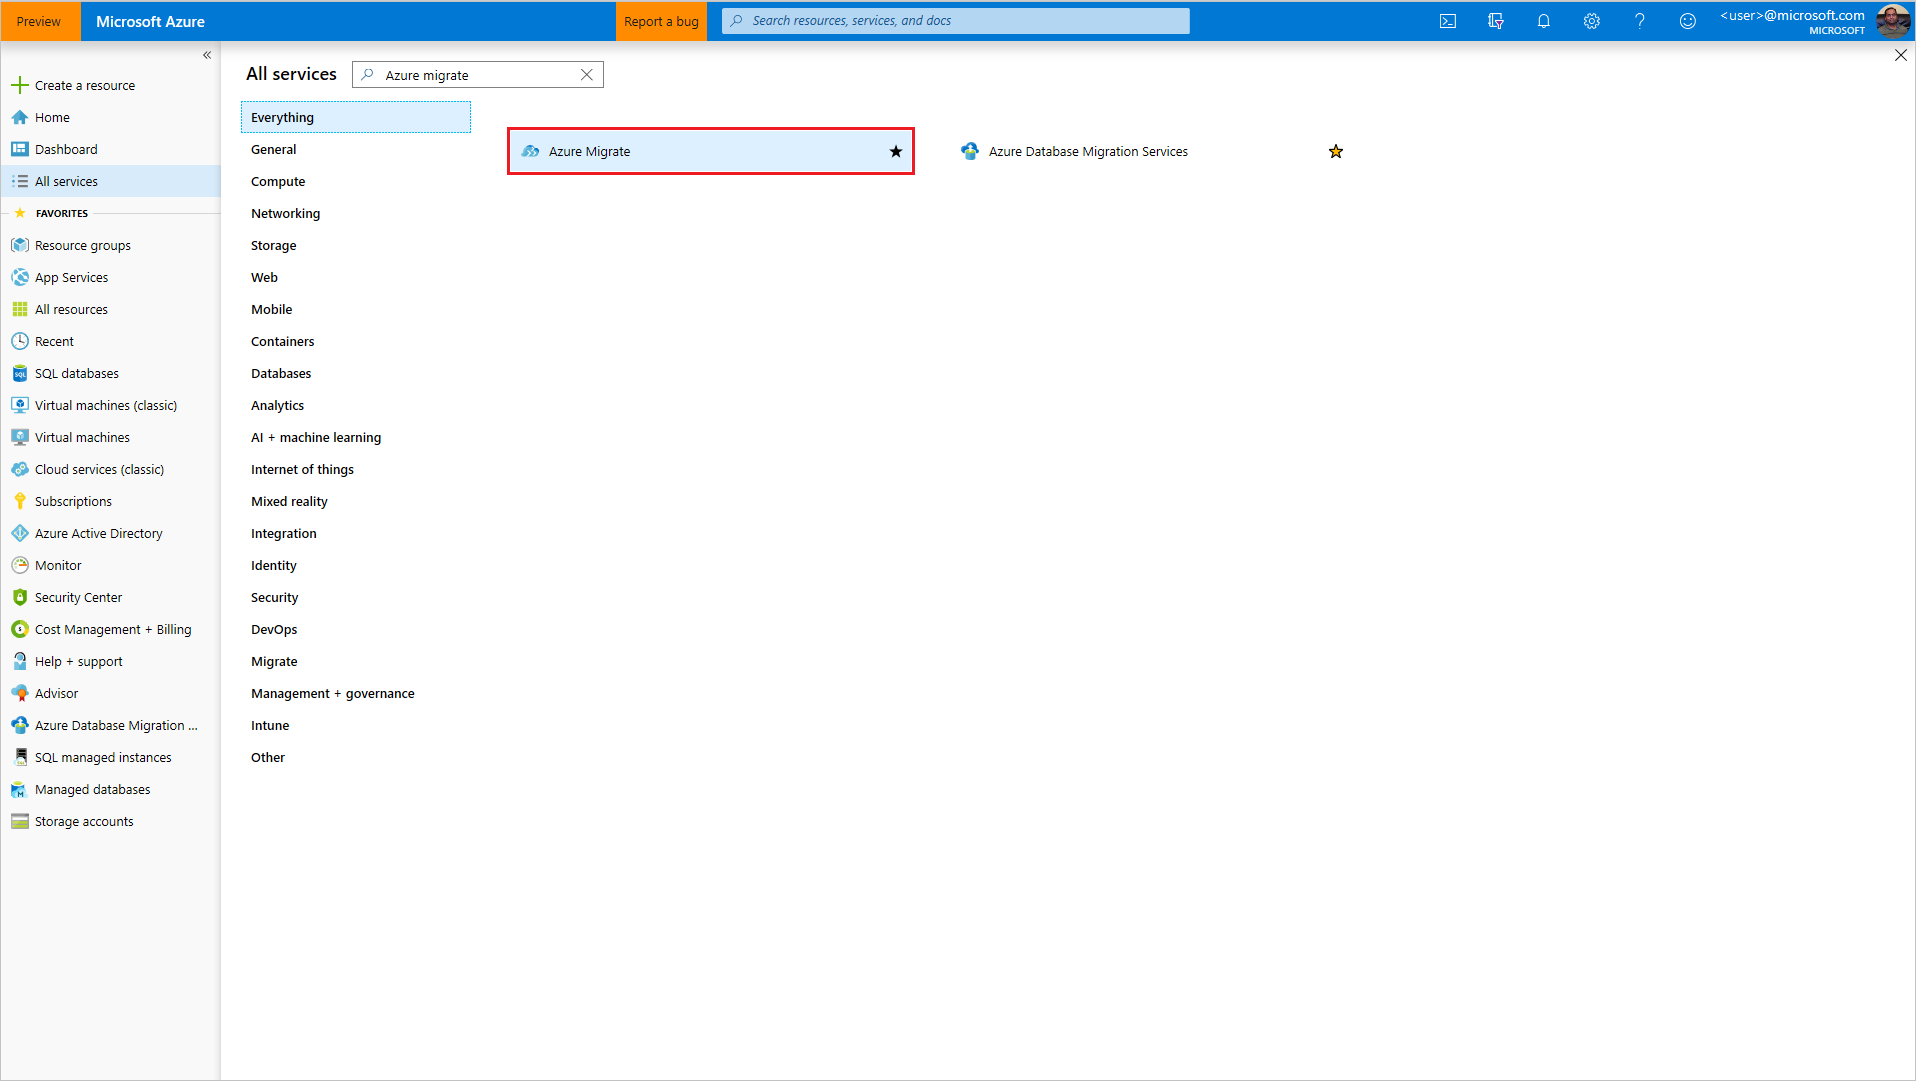 Preview
Microsoft Azure
Report a bug
Search resources, services, and docs
<user>@microsoft.com
MICROSOFT
Create a resource
Home
Dashboard
All services
FAVORITES
Resource groups
App Services
All resources
Recent
SQL databases
Virtual machines (classic)
Virtual machines
Cloud services (classic)
Subscriptions
Azure Active Directory
Monitor
Security Center
Cost Management + Billing
Help + support
Advisor
Azure Database Migration ...
SQL managed instances
Managed databases
Storage accounts
All services
Azure migrate
Everything
General
Compute
Networking
Storage
Web
Mobile
Containers
Databases
Analytics
AI + machine learning
Internet of things
Mixed reality
Integration
Identity
Security
DevOps
Migrate
Management + governance
Intune
Other
Azure Migrate
Azure Database Migration Services